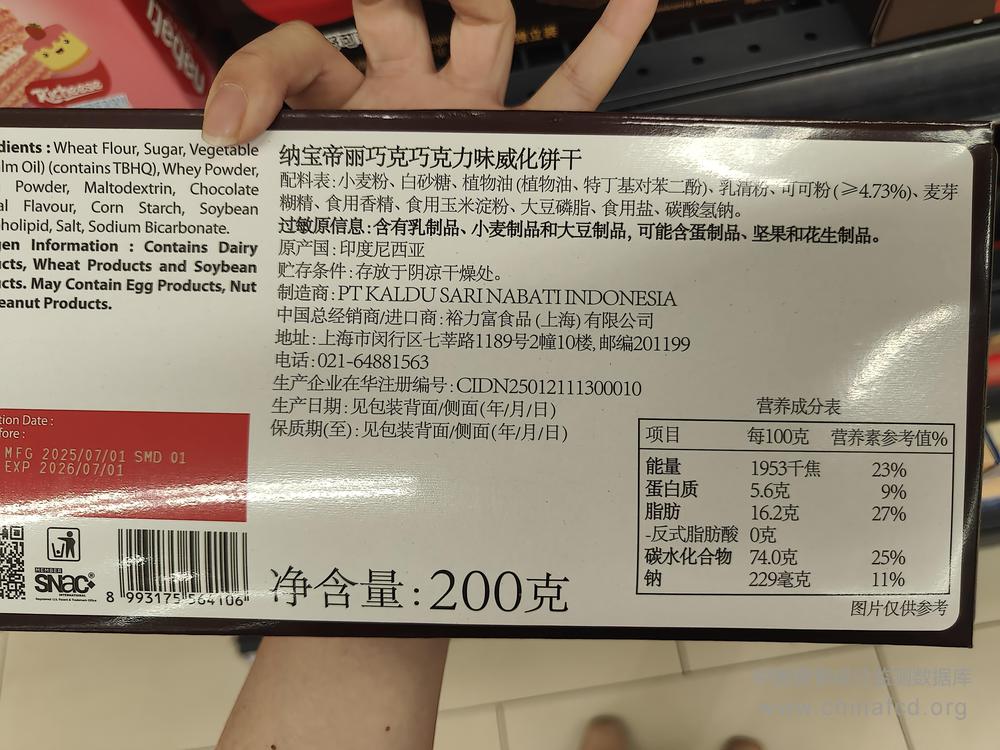 Richeese
dients : Wheat Flour, Sugar, Vegetable
lm Oil) (contains TBHQ), Whey Powder,
Powder, Maltodextrin, Chocolate
al Flavour, Corn Starch, Soybean
holipid, Salt, Sodium Bicarbonate.
gen Information : Contains Dairy
ucts, Wheat Products and Soybean
ucts. May Contain Egg Products, Nut
eanut Products.
tion Date :
efore :
MFG 2025/07/01 SMD 01
EXP 2026/07/01
MEMBER
SNAC
INTERNATIONAL
8 993175 564106
纳宝帝丽巧克巧克力味威化饼干
配料表:小麦粉、白砂糖、植物油(植物油、特丁基对苯二酚)、乳清粉、可可粉(≥4.73%)、麦芽
糊精、食用香精、食用玉米淀粉、大豆磷脂、食用盐、碳酸氢钠。
过敏原信息:含有乳制品、小麦制品和大豆制品,可能含蛋制品、坚果和花生制品。
原产国:印度尼西亚
贮存条件:存放于阴凉干燥处。
制造商:PT KALDU SARI NABATI INDONESIA
中国总经销商/进口商:裕力富食品(上海)有限公司
地址:上海市闵行区七莘路1189号2幢10楼,邮编201199
电话:021-64881563
生产企业在华注册编号:CIDN25012111300010
生产日期:见包装背面/侧面(年/月/日)
保质期(至):见包装背面/侧面(年/月/日)
净含量:200克
营养成分表
项目 每100克 营养素参考值%
能量 1953千焦 23%
蛋白质 5.6克 9%
脂肪 16.2克 27%
-反式脂肪酸 0克
碳水化合物 74.0克 25%
钠 229毫克 11%
图片仅供参考
www.chinafcd.org